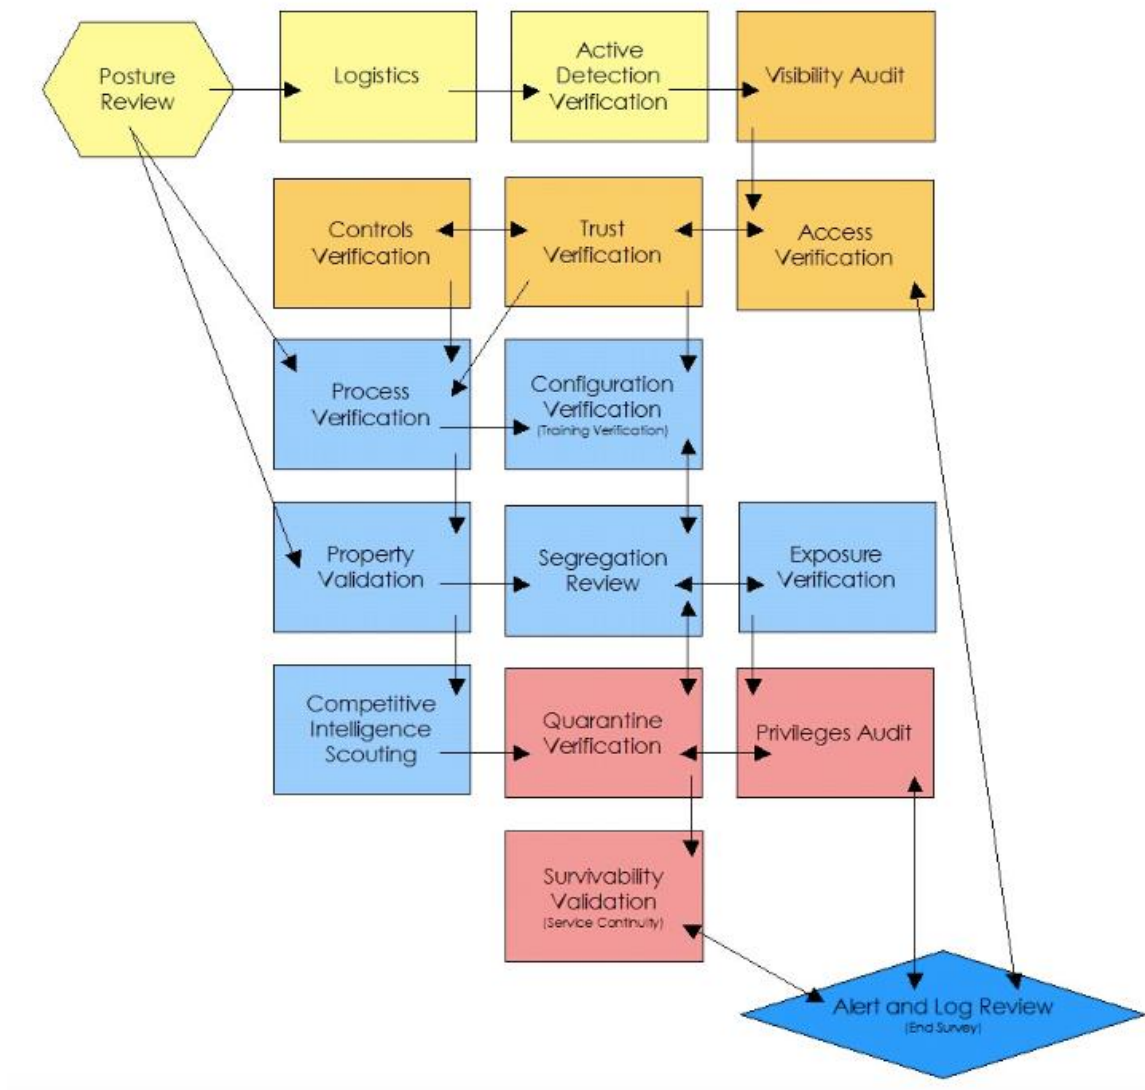 Posture
Review
Logistics
Active
Detection
Verification
Visibility Audit
Controls
Verification
Trust
Verification
Access
Verification
Process
Verification
Configuration
Verification
(Training Verification)
Property
Validation
Segregation
Review
Exposure
Verification
Competitive
Intelligence
Scouting
Quarantine
Verification
Privileges Audit
Survivability
Validation
(Service Continuity)
Alert and Log Review
(End Survey)